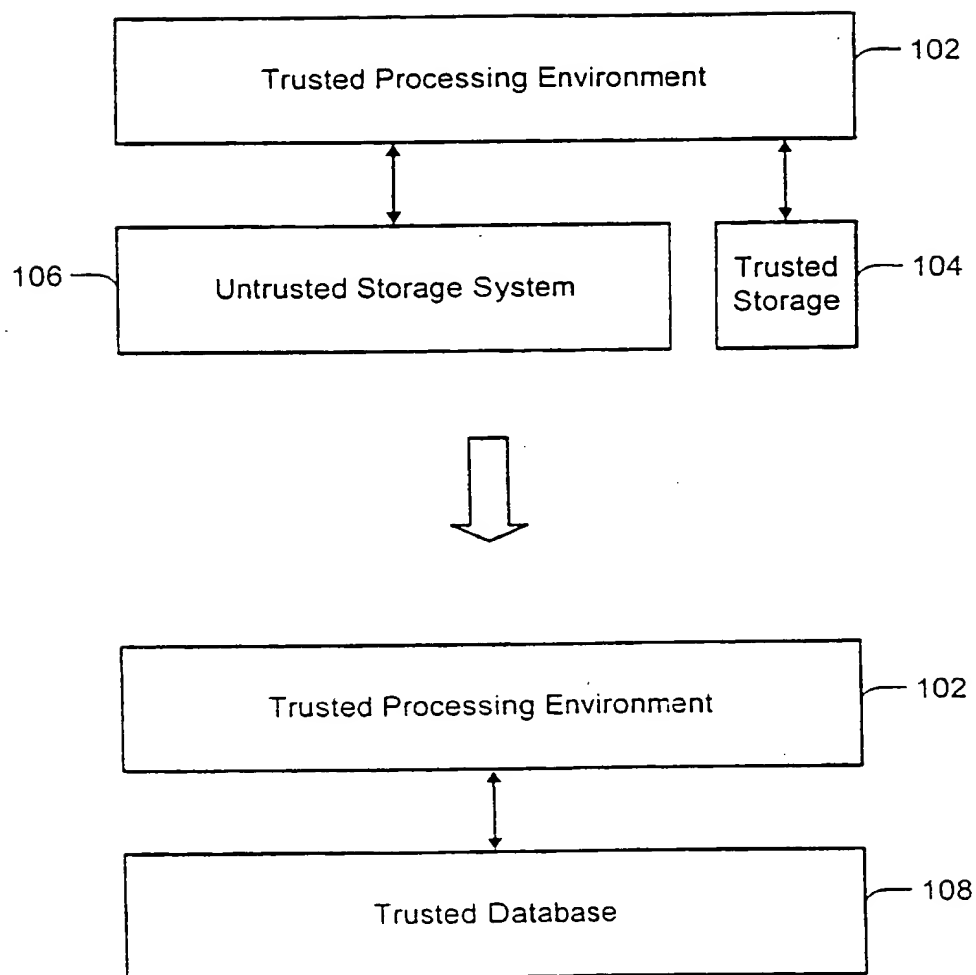 Trusted Processing Environment
102
106
Untrusted Storage System
Trusted
Storage
104
Trusted Processing Environment
102
Trusted Database
108